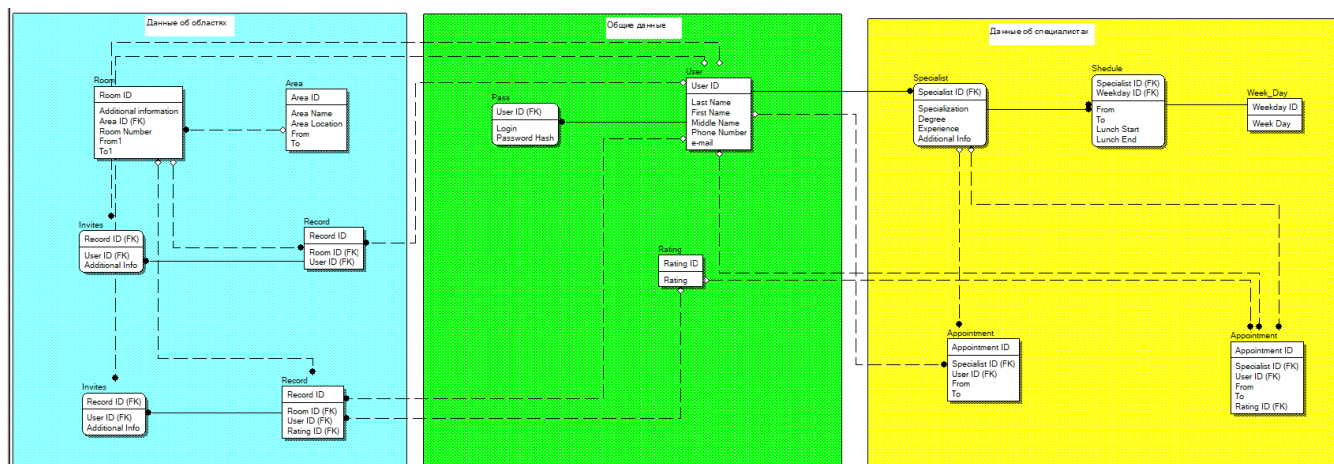 Данные об областях
Room
Room ID
Additional information
Area ID (FK)
Room Number
From1
To1
Area
Area ID
Area Name
Area Location
From
To
Invites
Record ID (FK)
User ID (FK)
Additional Info
Record
Record ID
Room ID (FK)
User ID (FK)
Invites
Record ID (FK)
User ID (FK)
Additional Info
Record
Record ID
Room ID (FK)
User ID (FK)
Rating ID (FK)
Общие данные
Pass
User ID (FK)
Login
Password Hash
User
User ID
Last Name
First Name
Middle Name
Phone Number
e-mail
Rating
Rating ID
Rating
Данные об специалистах
Specialist
Specialist ID (FK)
Specialization
Degree
Experience
Additional Info
Shedule
Specialist ID (FK)
Weekday ID (FK)
From
To
Lunch Start
Lunch End
Week_Day
Weekday ID
Week Day
Appointment
Appointment ID
Specialist ID (FK)
User ID (FK)
From
To
Appointment
Appointment ID
Specialist ID (FK)
User ID (FK)
From
To
Rating ID (FK)